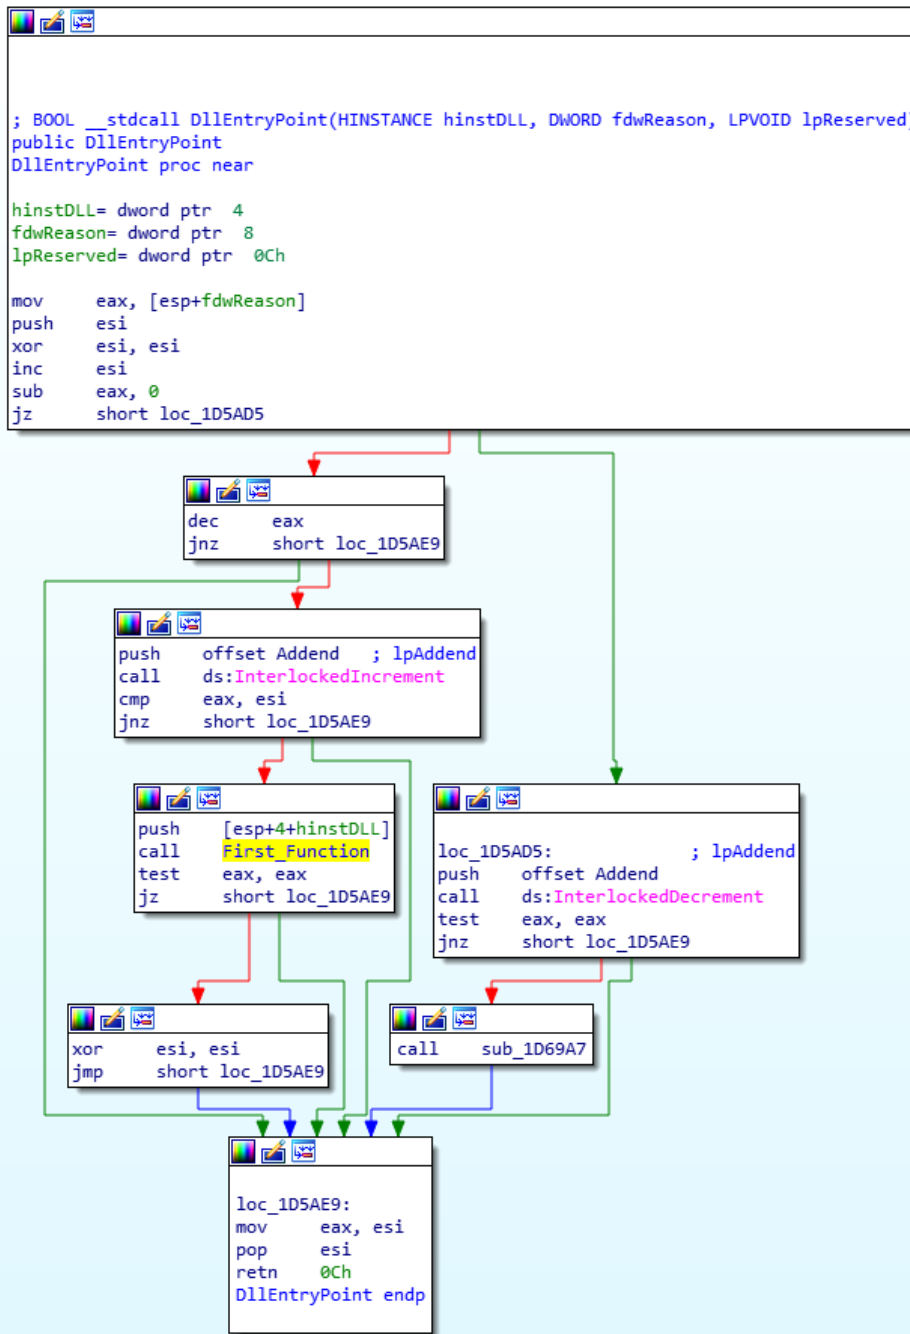 ; BOOL __stdcall DllEntryPoint(HINSTANCE hinstDLL, DWORD fdwReason, LPVOID lpReserved)
public DllEntryPoint
DllEntryPoint proc near
hinstDLL= dword ptr  4
fdwReason= dword ptr  8
lpReserved= dword ptr  0Ch
mov     eax, [esp+fdwReason]
push    esi
xor     esi, esi
inc     esi
sub     eax, 0
jz      short loc_1D5AD5
dec     eax
jnz     short loc_1D5AE9
push    offset Addend   ; lpAddend
call    ds:InterlockedIncrement
cmp     eax, esi
jnz     short loc_1D5AE9
push    [esp+4+hinstDLL]
call    First_Function
test    eax, eax
jz      short loc_1D5AE9
loc_1D5AD5:             ; lpAddend
push    offset Addend
call    ds:InterlockedDecrement
test    eax, eax
jnz     short loc_1D5AE9
xor     esi, esi
jmp     short loc_1D5AE9
call    sub_1D69A7
loc_1D5AE9:
mov     eax, esi
pop     esi
retn    0Ch
DllEntryPoint endp